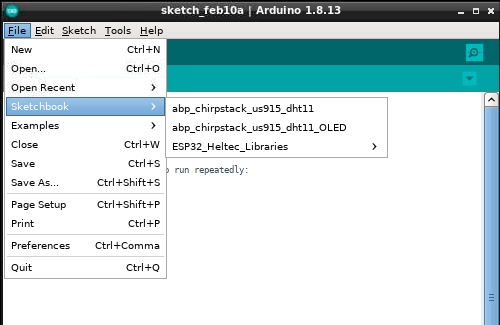 sketch_feb10a | Arduino 1.8.13
File Edit Sketch Tools Help
New Ctrl+N
Open... Ctrl+O
Open Recent
Sketchbook
abp_chirpstack_us915_dht11
Examples
abp_chirpstack_us915_dht11_OLED
Close Ctrl+W
ESP32_Heltec_Libraries
Save Ctrl+S
run repeatedly:
Save As... Ctrl+Shift+S
Page Setup Ctrl+Shift+P
Print Ctrl+P
Preferences Ctrl+Comma
Quit Ctrl+Q